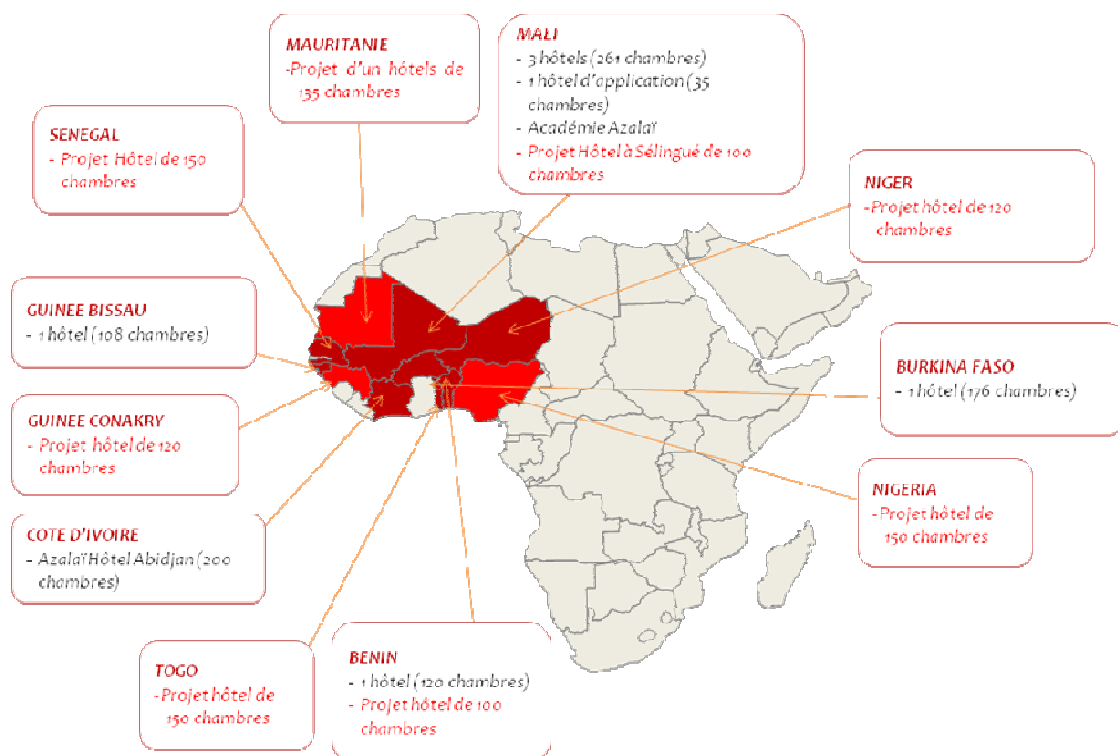 MAURITANIE
-Projet d'un hôtels de
135 chambres
MALI
- 3 hôtels (261 chambres)
- 1 hôtel d'application (35
chambres)
- Académie Azalaï
- Projet Hôtel à Sélingué de 100
chambres
SENEGAL
- Projet Hôtel de 150
chambres
NIGER
-Projet hôtel de 120
chambres
GUINEE BISSAU
- 1 hôtel (108 chambres)
BURKINA FASO
- 1 hôtel (176 chambres)
GUINEE CONAKRY
- Projet hôtel de 120
chambres
NIGERIA
-Projet hôtel de
150 chambres
COTE D'IVOIRE
- Azalaï Hôtel Abidjan (200
chambres)
TOGO
-Projet hôtel de
150 chambres
BENIN
- 1 hôtel (120 chambres)
- Projet hôtel de 100
chambres